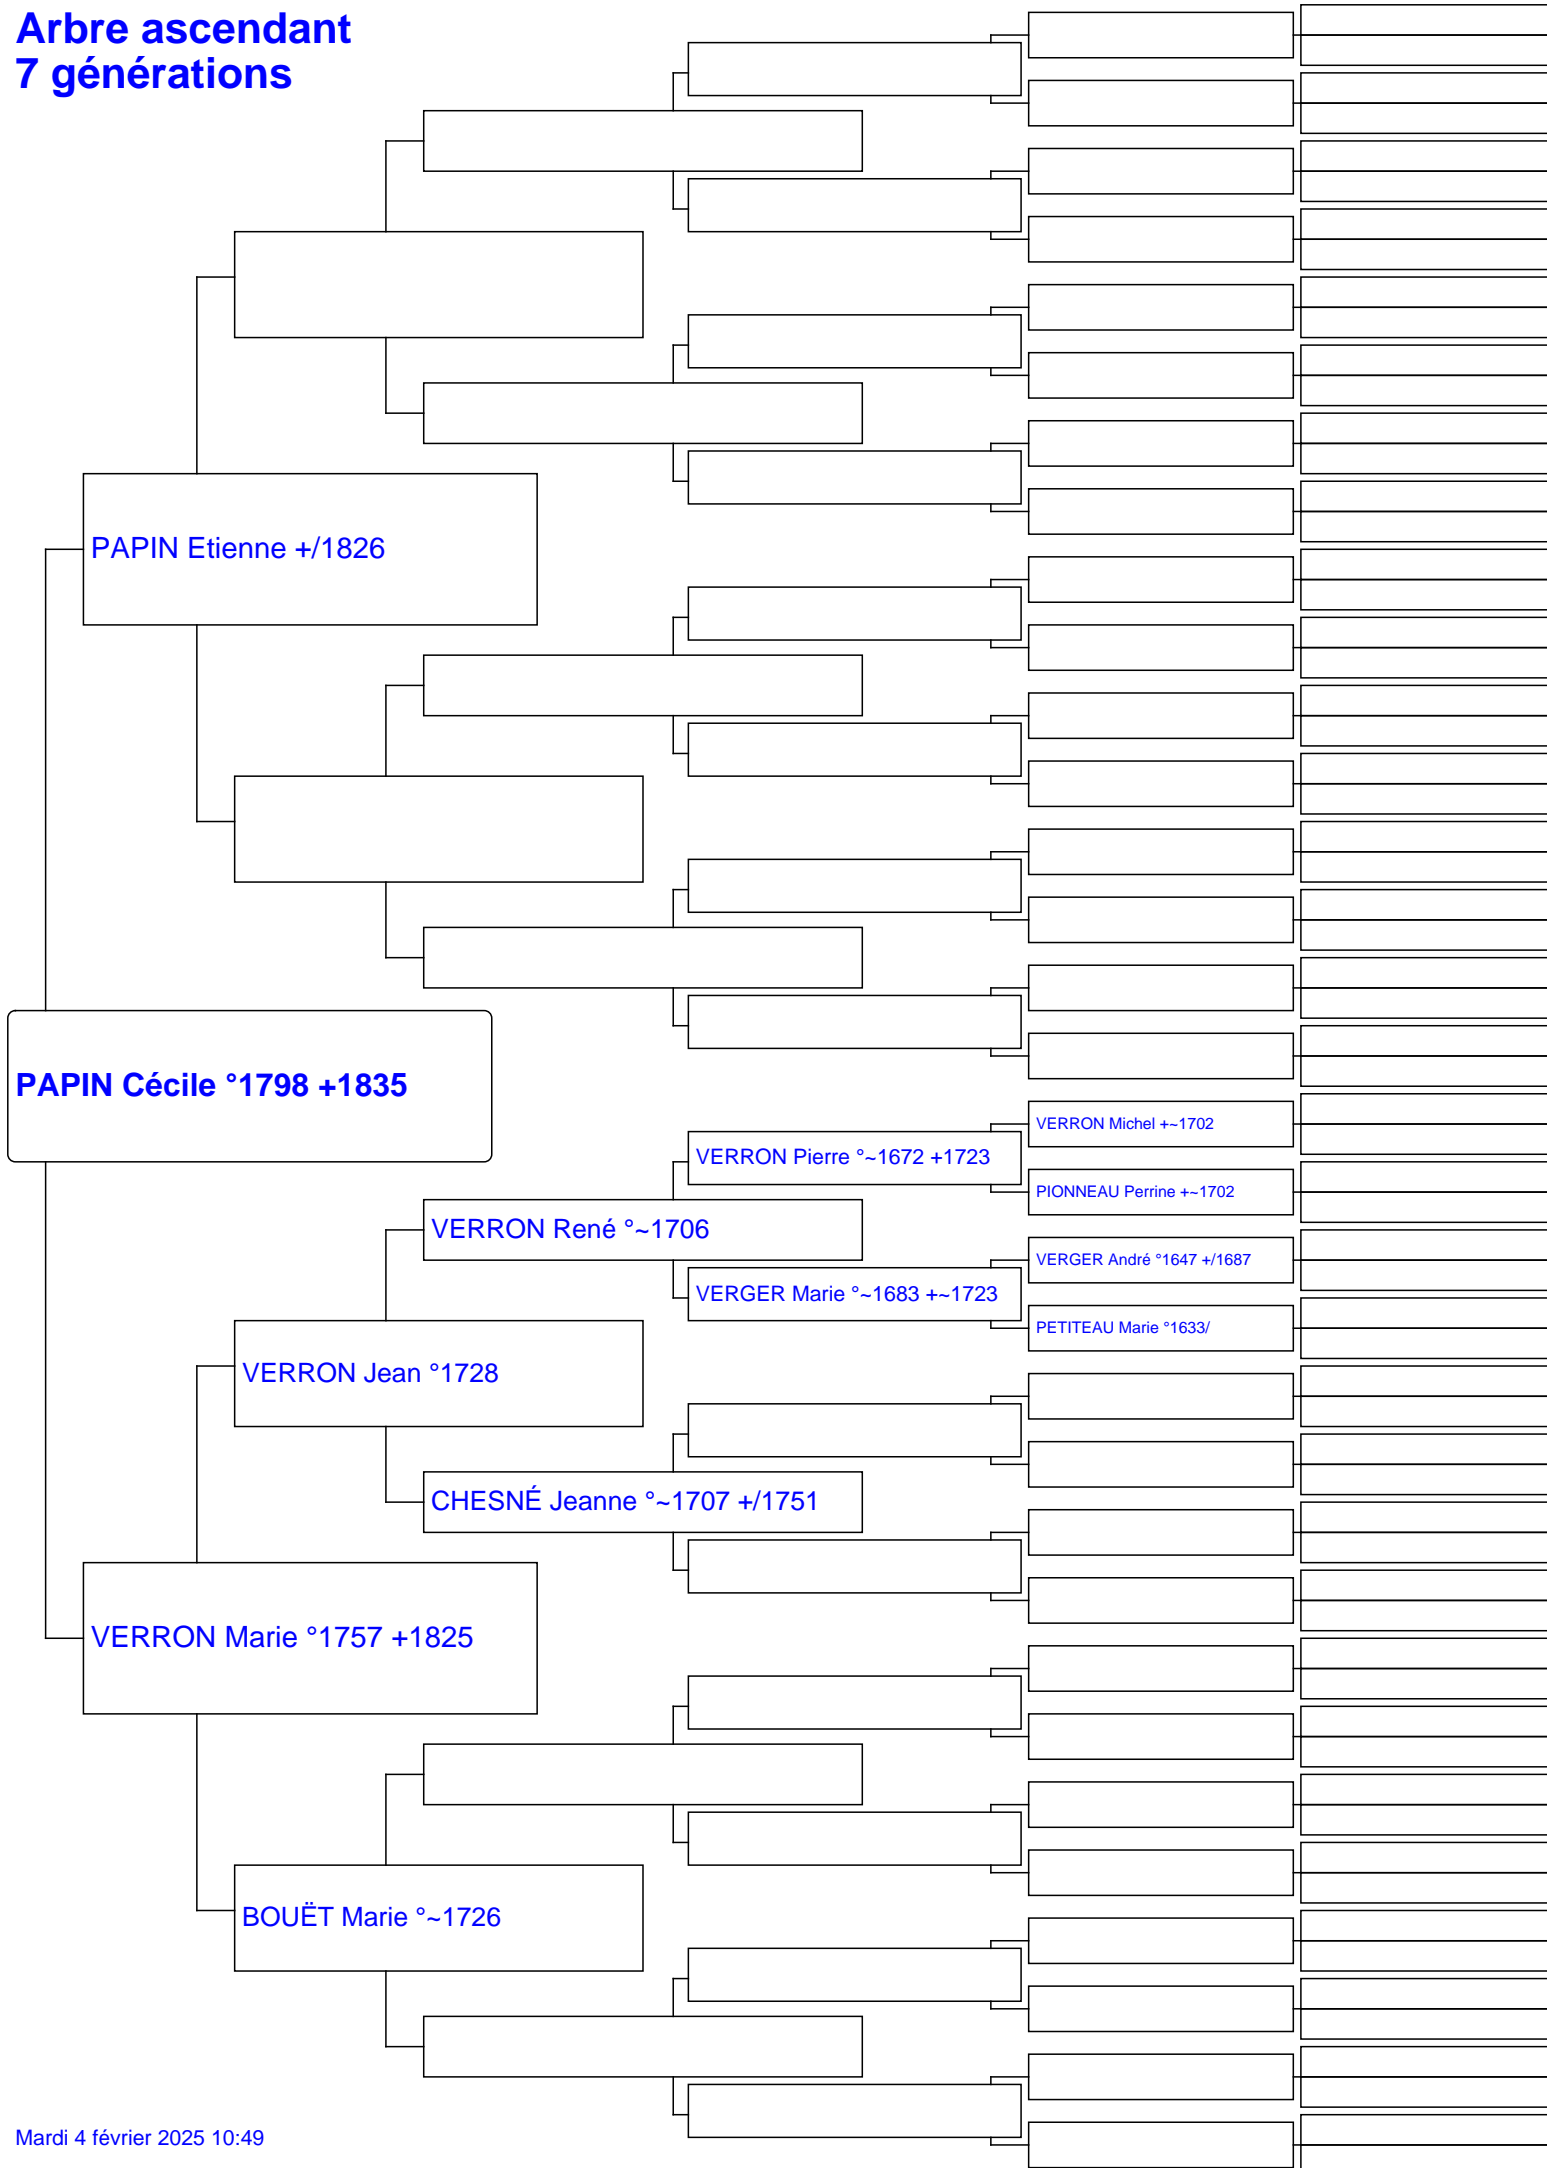 Arbre ascendant
7 générations
PAPIN Etienne +/1826
PAPIN Cécile °1798 +1835
VERRON Michel +~1702
VERRON Pierre °~1672 +1723
PIONNEAU Perrine +~1702
VERRON René °~1706
VERGER André °1647 +/1687
VERGER Marie °~1683 +~1723
PETITEAU Marie °1633/
VERRON Jean °1728
CHESNÉ Jeanne °~1707 +/1751
VERRON Marie °1757 +1825
BOUËT Marie °~1726
Mardi 4 février 2025 10:49